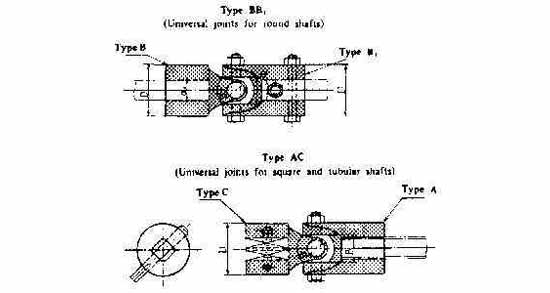 Type BB₁
(Universal joints for round shafts)
Type B
Type B₁
D
d
D
Type AC
(Universal joints for square and tubular shafts)
Type C
Type A